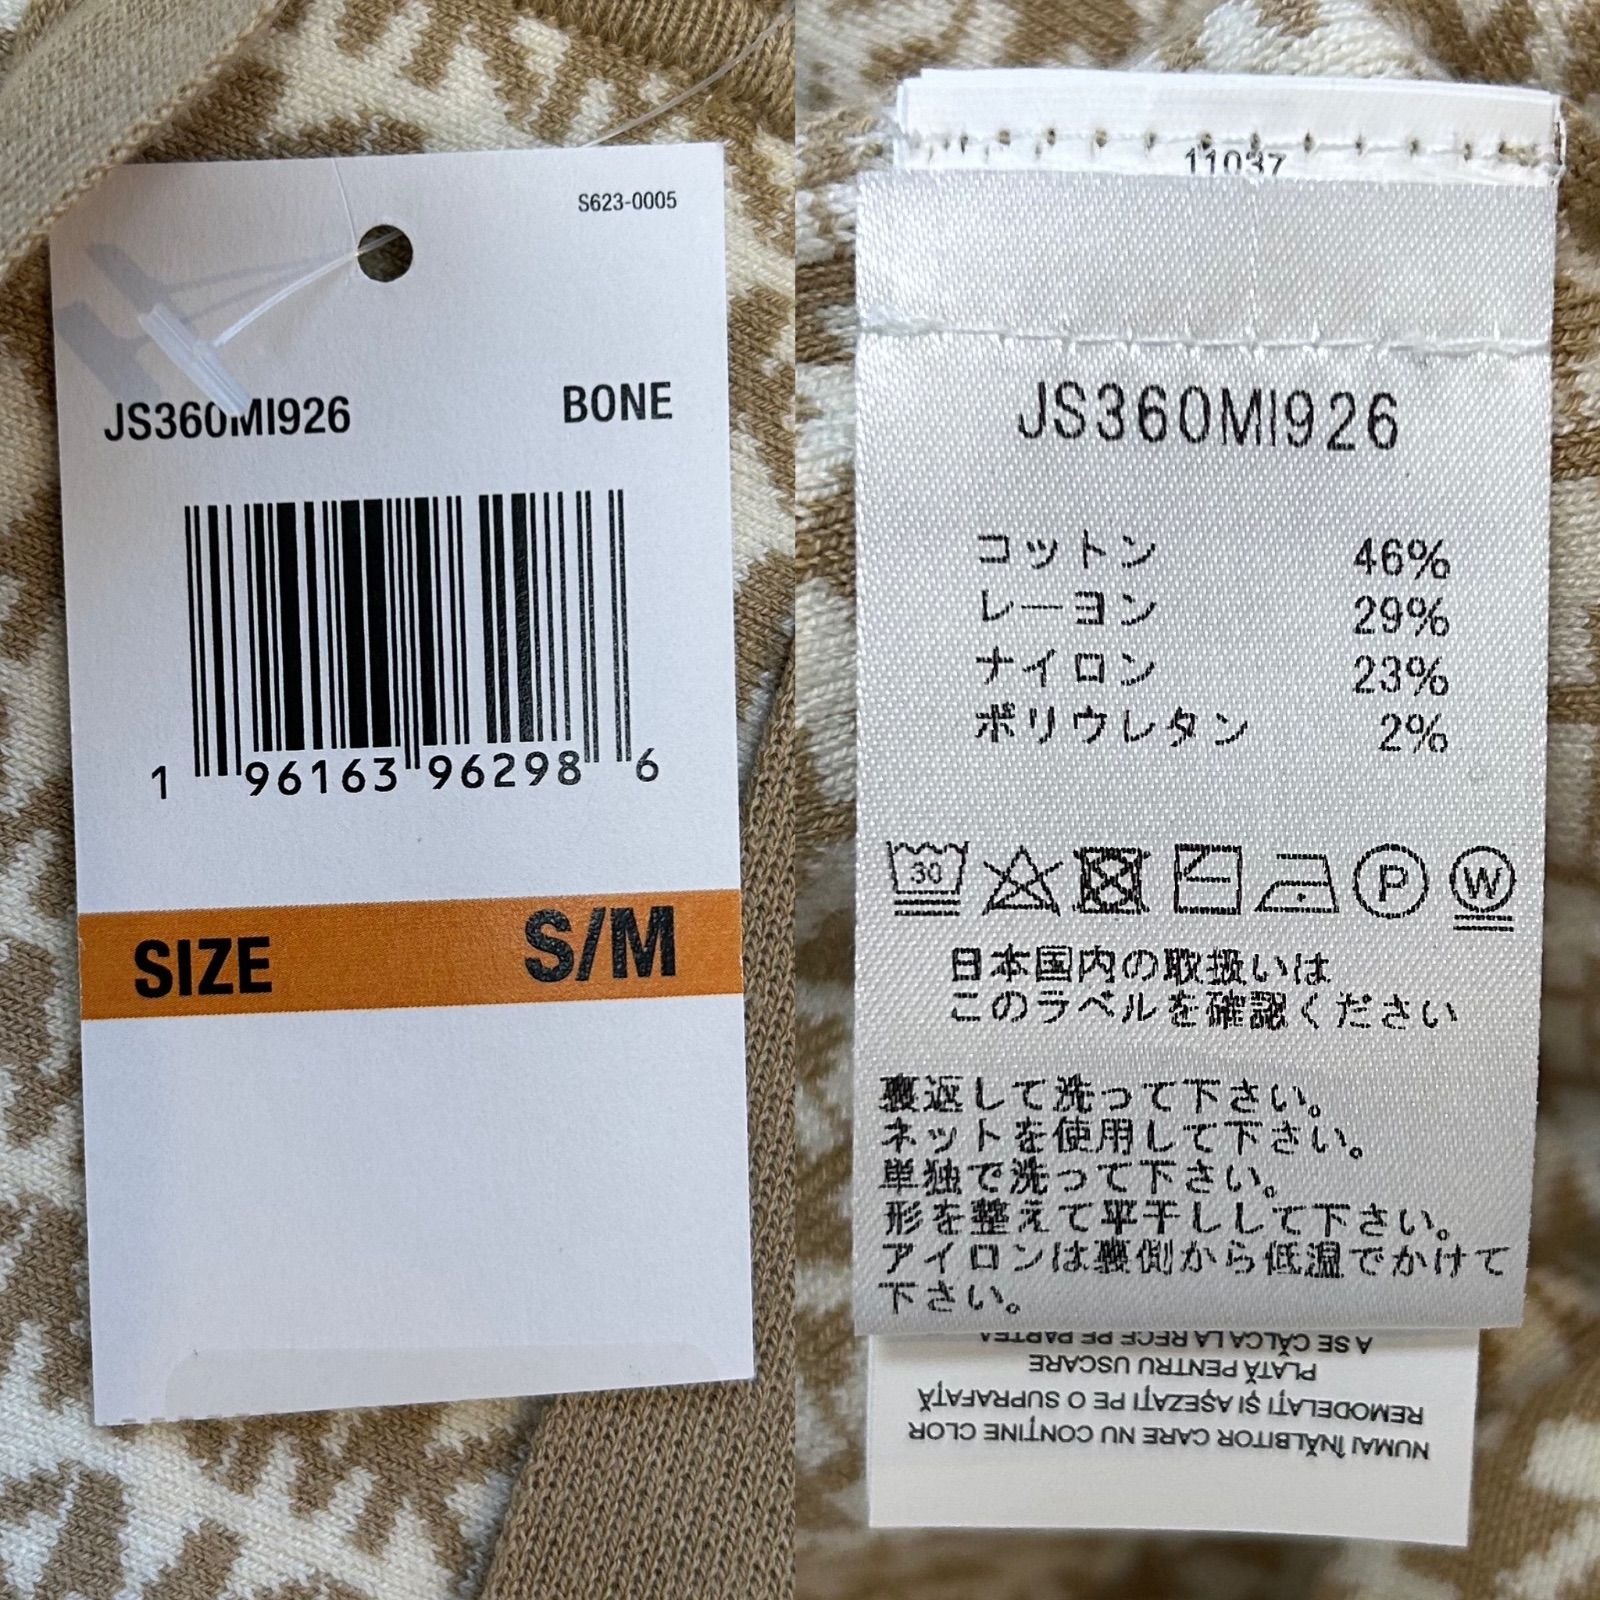 S623-0005
JS360MI926
BONE
1 96163 96298 6
SIZE
S/M
11037
JS360MI926
コットン 46%
レーヨン 29%
ナイロン 23%
ポリウレタン 2%
30
P
W
日本国内の取扱いは
このラベルを確認ください
裏返して洗って下さい。
ネットを使用して下さい。
単独で洗って下さい。
形を整えて平干しして下さい。
アイロンは裏側から低温でかけて
下さい。
NUMAI ÎNĂLBITOR CARE NU CONŢINE CLOR
REMODELAŢI ŞI AŞEZAŢI PE O SUPRAFAŢĂ
PLATĂ PENTRU USCARE
A SE CĂLCA LA RECE PE PARTEA